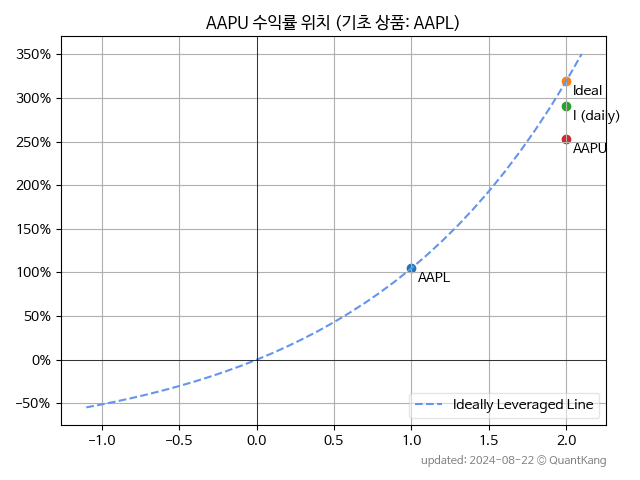 AAPU 수익률 위치 (기초 상품: AAPL)
350%
300%
250%
200%
150%
100%
50%
0%
−50%
Ideal
I (daily)
AAPU
AAPL
Ideally Leveraged Line
−1.0 −0.5 0.0 0.5 1.0 1.5 2.0
updated: 2024-08-22 © QuantKang